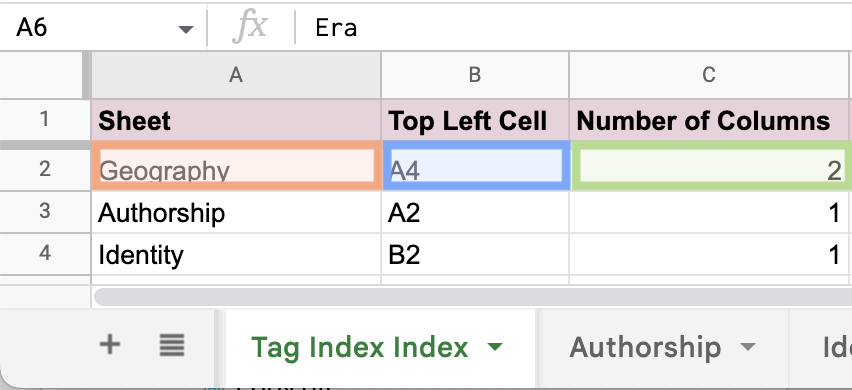 A6 fx Era
A B C
1 Sheet Top Left Cell Number of Columns
2 Geography A4 2
3 Authorship A2 1
4 Identity B2 1
+ Tag Index Index Authorship